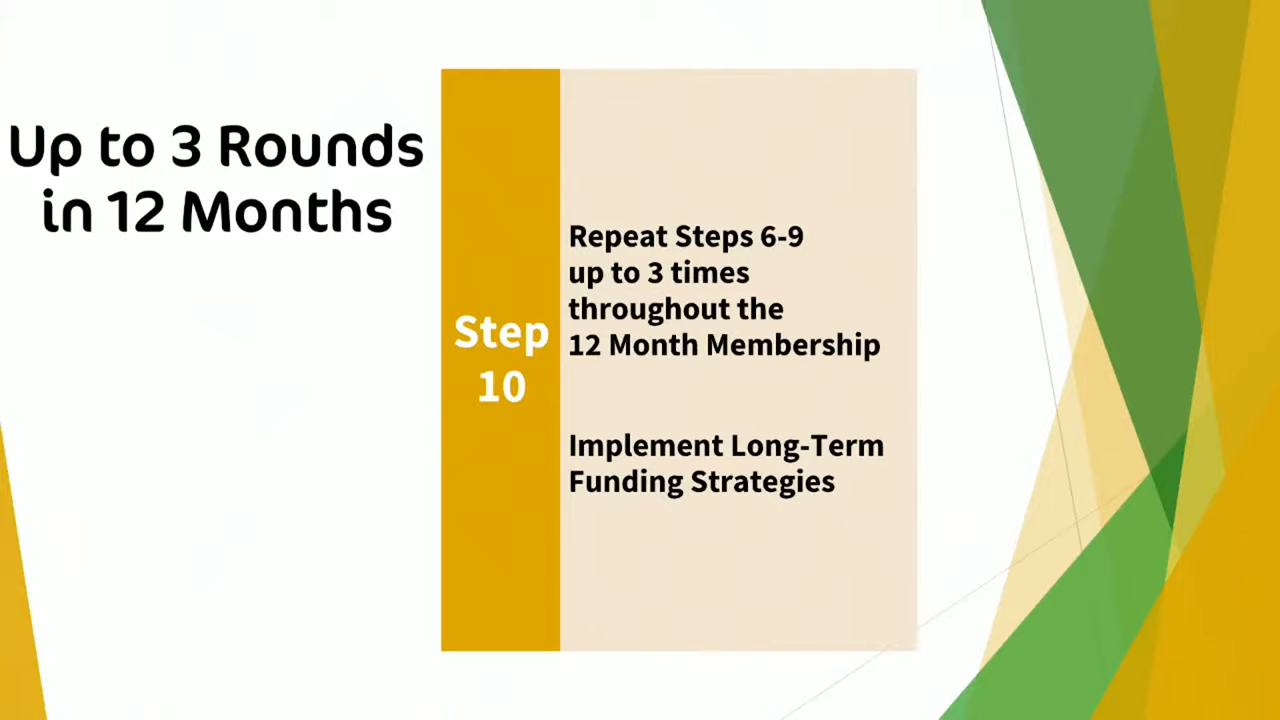 Up to 3 Rounds
in 12 Months
Step
10
Repeat Steps 6-9
up to 3 times
throughout the
12 Month Membership
Implement Long-Term
Funding Strategies